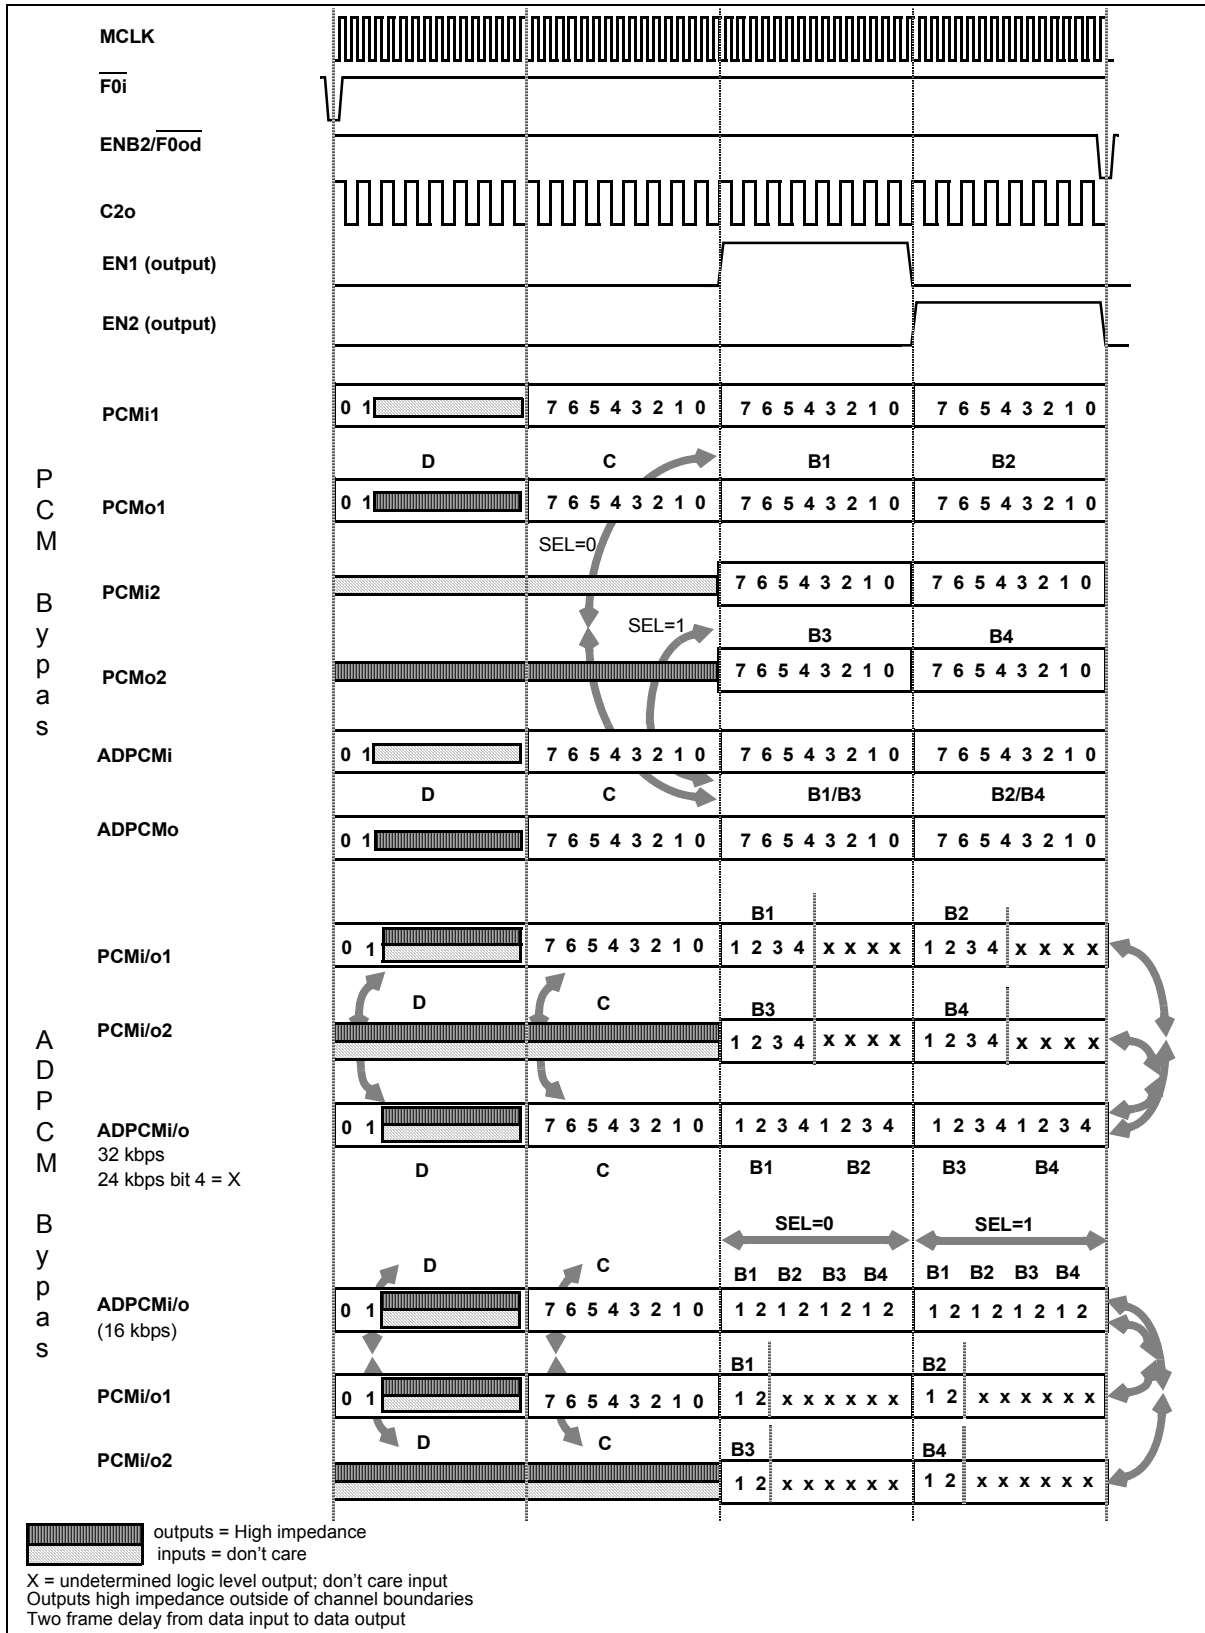 MCLK
F0i
ENB2/F0od
C2o
EN1 (output)
EN2 (output)
PCM Bypas
PCMi1 0 1 7 6 5 4 3 2 1 0 7 6 5 4 3 2 1 0 7 6 5 4 3 2 1 0
D C B1 B2
PCMo1 0 1 7 6 5 4 3 2 1 0 7 6 5 4 3 2 1 0 7 6 5 4 3 2 1 0
SEL=0
PCMi2 7 6 5 4 3 2 1 0 7 6 5 4 3 2 1 0
SEL=1 B3 B4
PCMo2 7 6 5 4 3 2 1 0 7 6 5 4 3 2 1 0
ADPCMi 0 1 7 6 5 4 3 2 1 0 7 6 5 4 3 2 1 0 7 6 5 4 3 2 1 0
D C B1/B3 B2/B4
ADPCMo 0 1 7 6 5 4 3 2 1 0 7 6 5 4 3 2 1 0 7 6 5 4 3 2 1 0
ADPCM Bypas
B1 B2
PCMi/o1 0 1 7 6 5 4 3 2 1 0 1 2 3 4 x x x x 1 2 3 4 x x x x
D C B3 B4
PCMi/o2 1 2 3 4 x x x x 1 2 3 4 x x x x
ADPCMi/o 0 1 7 6 5 4 3 2 1 0 1 2 3 4 1 2 3 4 1 2 3 4 1 2 3 4
32 kbps
24 kbps bit 4 = X
D C B1 B2 B3 B4
SEL=0 SEL=1
D C B1 B2 B3 B4 B1 B2 B3 B4
ADPCMi/o 0 1 7 6 5 4 3 2 1 0 1 2 1 2 1 2 1 2 1 2 1 2 1 2 1 2
(16 kbps)
B1 B2
PCMi/o1 0 1 7 6 5 4 3 2 1 0 1 2 x x x x x x 1 2 x x x x x x
D C B3 B4
PCMi/o2 1 2 x x x x x x 1 2 x x x x x x
outputs = High impedance
inputs = don't care
X = undetermined logic level output; don't care input
Outputs high impedance outside of channel boundaries
Two frame delay from data input to data output